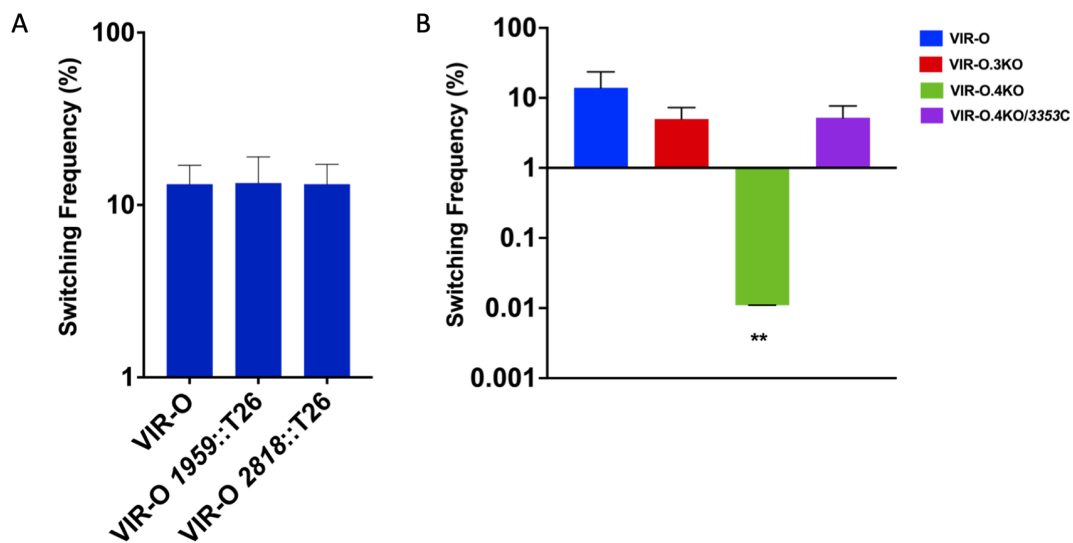 A
Switching Frequency (%)
100
10
1
VIR-O
VIR-O 1959::T26
VIR-O 2818::T26
B
Switching Frequency (%)
100
10
1
0.1
0.01
0.001
**
VIR-O
VIR-O.3KO
VIR-O.4KO
VIR-O.4KO/3353C